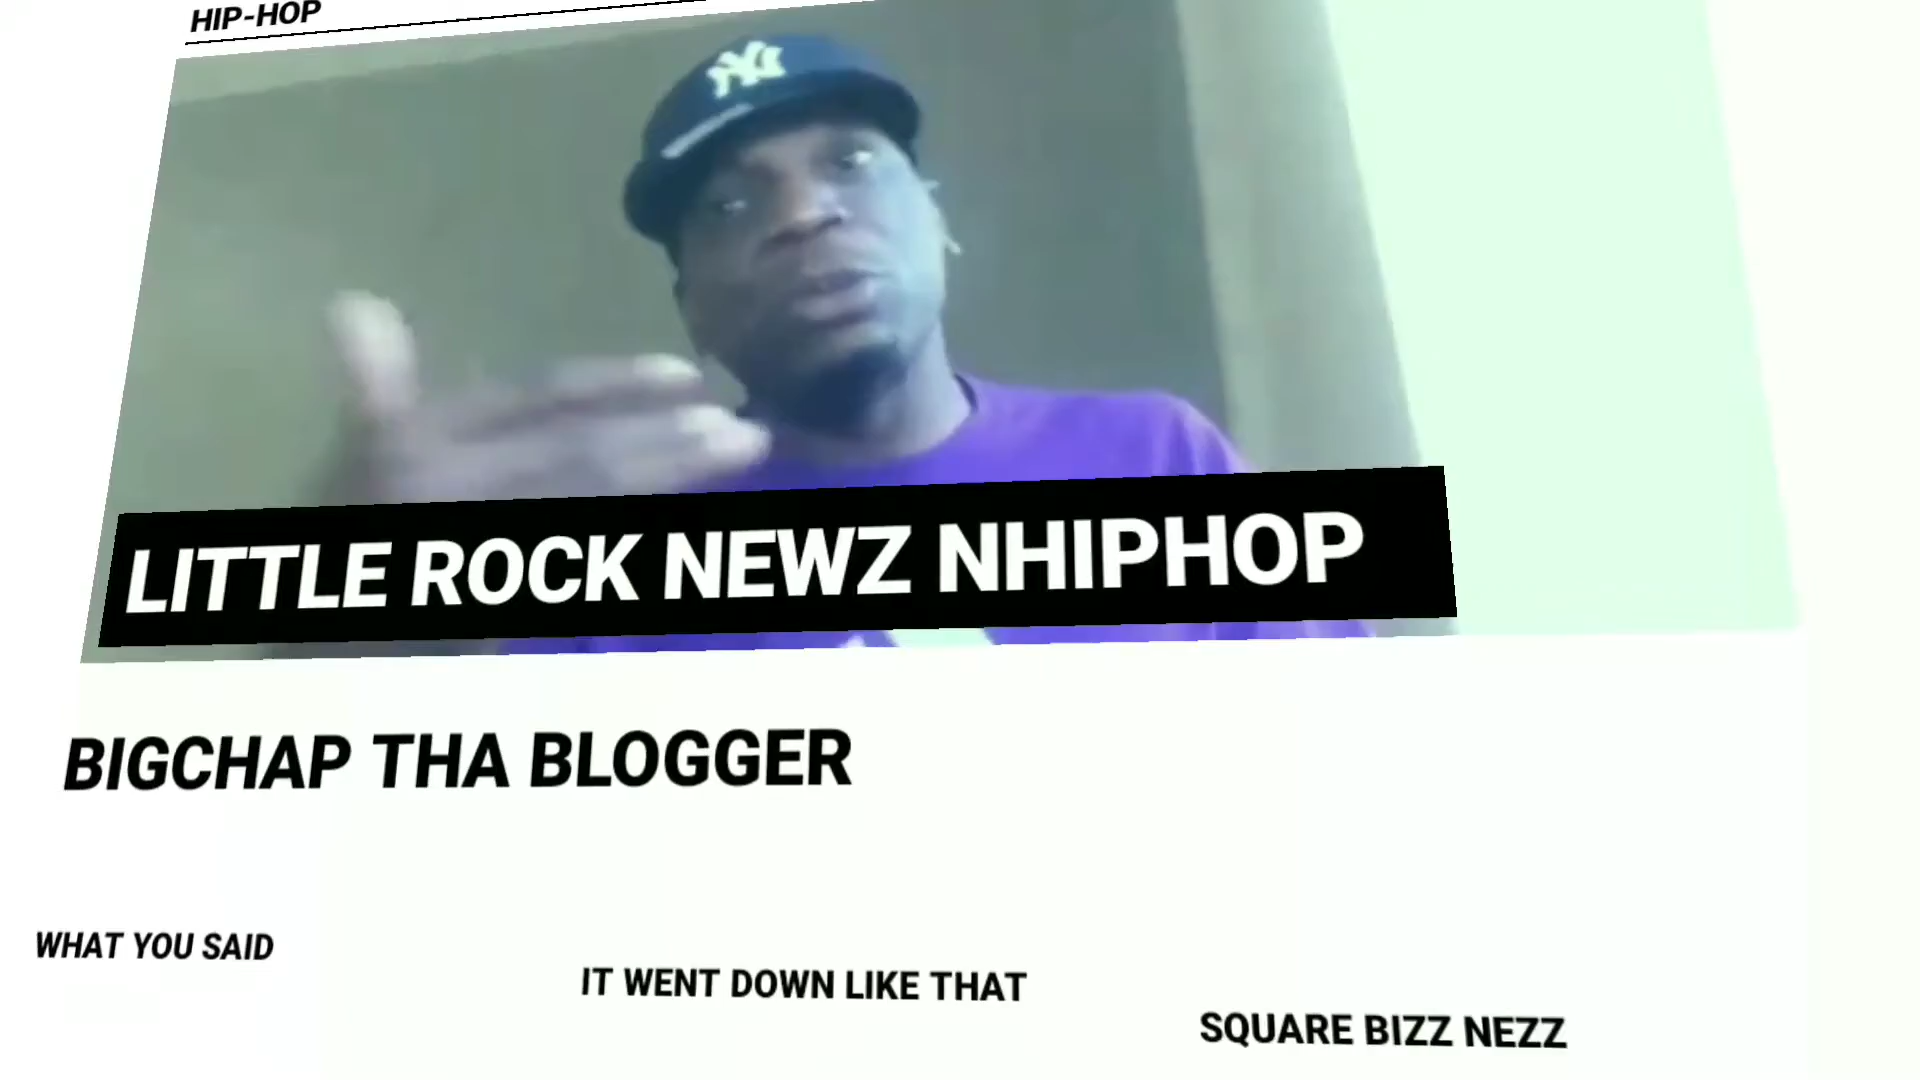 HIP-HOP
NY
LITTLE ROCK NEWZ NHIPHOP
BIGCHAP THA BLOGGER
WHAT YOU SAID
IT WENT DOWN LIKE THAT
SQUARE BIZZ NEZZ